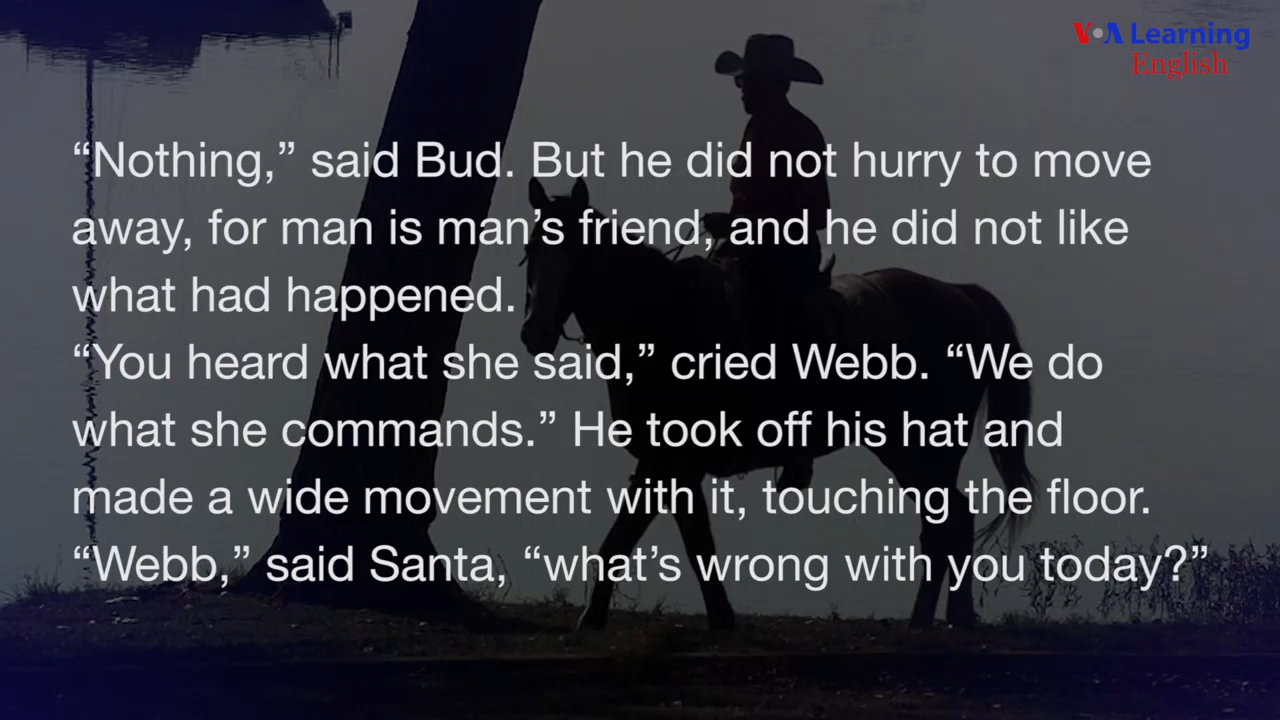 VOA Learning
English
“Nothing,” said Bud. But he did not hurry to move
away, for man is man’s friend, and he did not like
what had happened.
“You heard what she said,” cried Webb. “We do
what she commands.” He took off his hat and
made a wide movement with it, touching the floor.
“Webb,” said Santa, “what’s wrong with you today?”